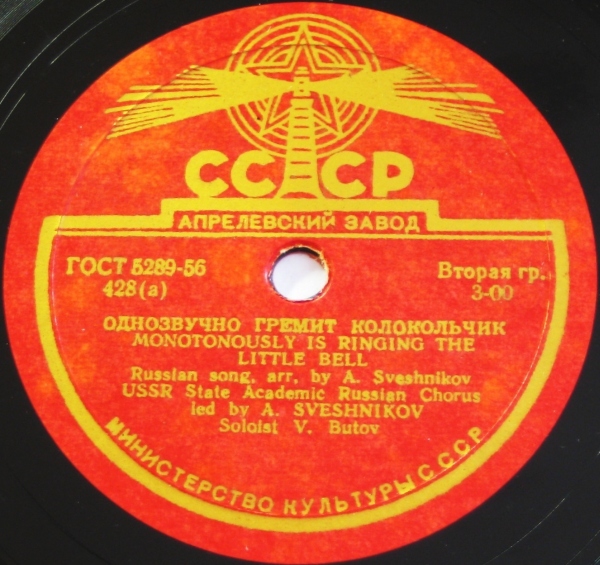 СССР
АПРЕЛЕВСКИЙ ЗАВОД
ГОСТ 5289-56
Вторая гр.
428(а)
3-00
ОДНОЗВУЧНО ГРЕМИТ КОЛОКОЛЬЧИК
MONOTONOUSLY IS RINGING THE
LITTLE BELL
Russian song, arr, by A. Sveshnikov
USSR State Academic Russian Chorus
led by A. SVESHNIKOV
Soloist V. Butov
МИНИСТЕРСТВО КУЛЬТУРЫ СССР